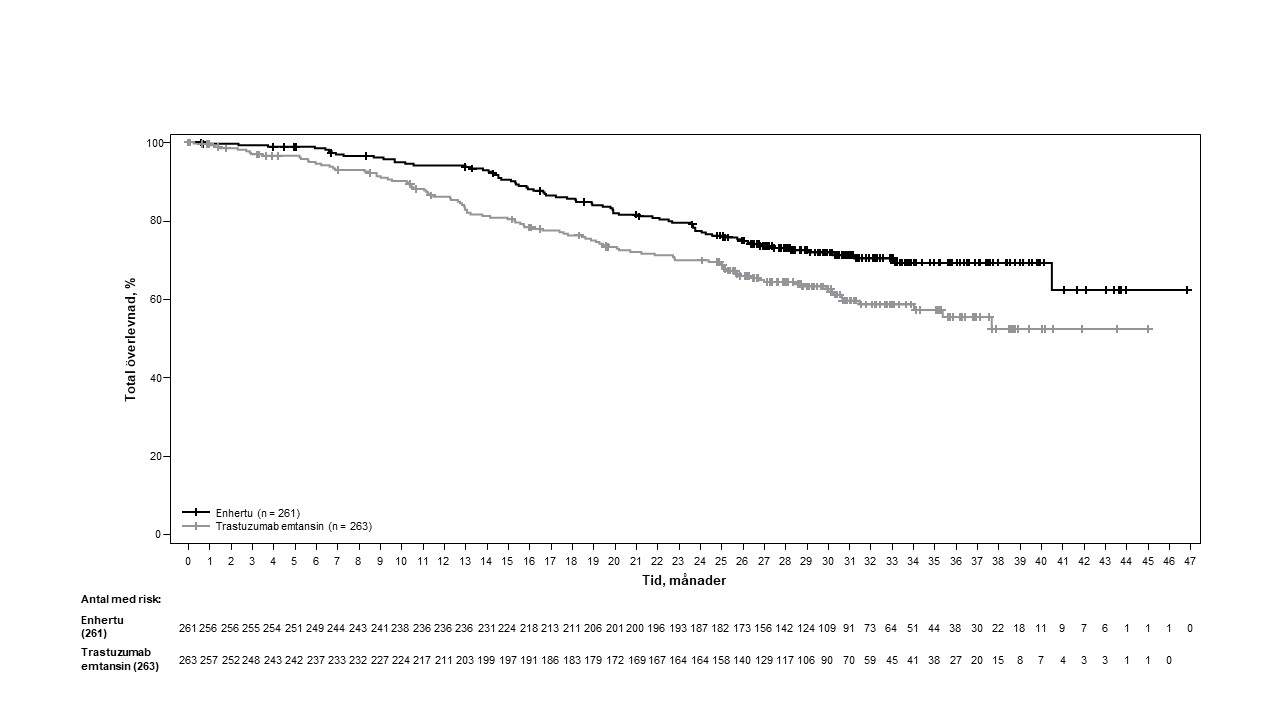 100
80
60
40
20
0
Total överlevnad, %
Enhertu (n = 261)
Trastuzumab emtansin (n = 263)
0 1 2 3 4 5 6 7 8 9 10 11 12 13 14 15 16 17 18 19 20 21 22 23 24 25 26 27 28 29 30 31 32 33 34 35 36 37 38 39 40 41 42 43 44 45 46 47
Tid, månader
Antal med risk:
Enhertu
(261)
261 256 256 255 254 251 249 244 243 241 238 236 236 236 231 224 218 213 211 206 201 200 196 193 187 182 173 156 142 124 109 91 73 64 51 44 38 30 22 18 11 9 7 6 1 1 1 0
Trastuzumab
emtansin (263)
263 257 252 248 243 242 237 233 232 227 224 217 211 203 199 197 191 186 183 179 172 169 167 164 164 158 140 129 117 106 90 70 59 45 41 38 27 20 15 8 7 4 3 3 1 1 0